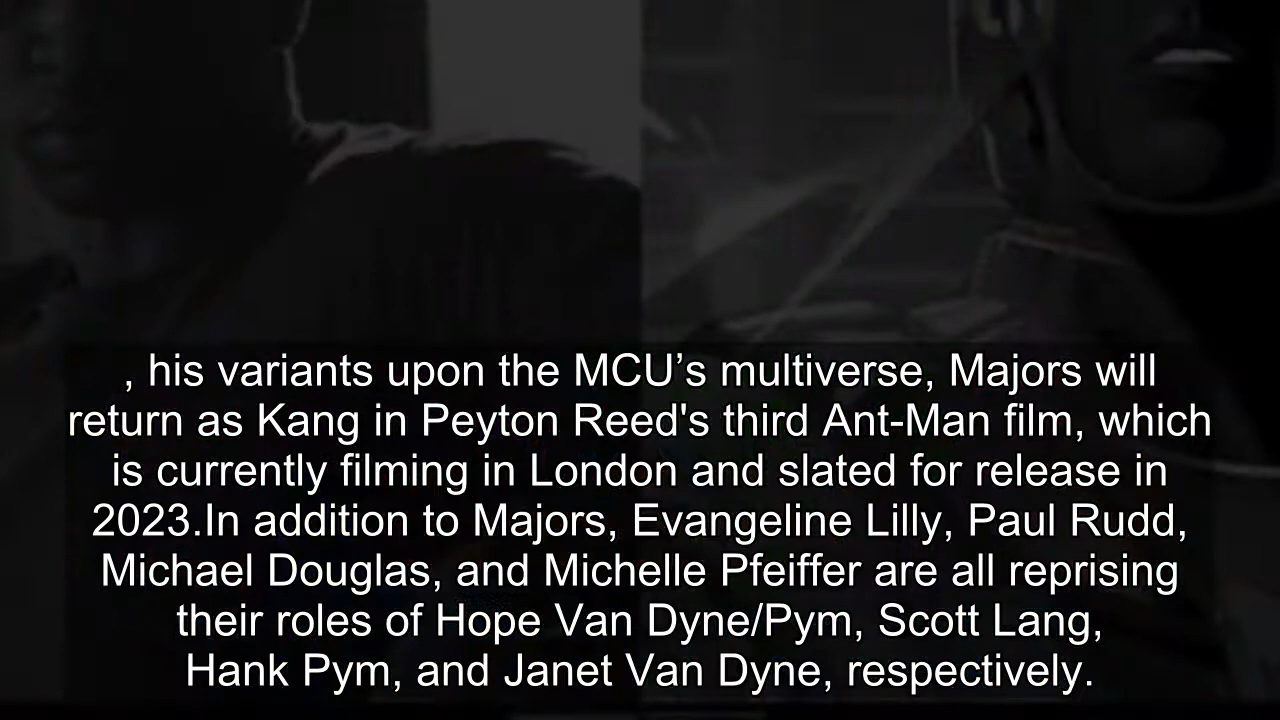 , his variants upon the MCU’s multiverse, Majors will
return as Kang in Peyton Reed's third Ant-Man film, which
is currently filming in London and slated for release in
2023.In addition to Majors, Evangeline Lilly, Paul Rudd,
Michael Douglas, and Michelle Pfeiffer are all reprising
their roles of Hope Van Dyne/Pym, Scott Lang,
Hank Pym, and Janet Van Dyne, respectively.